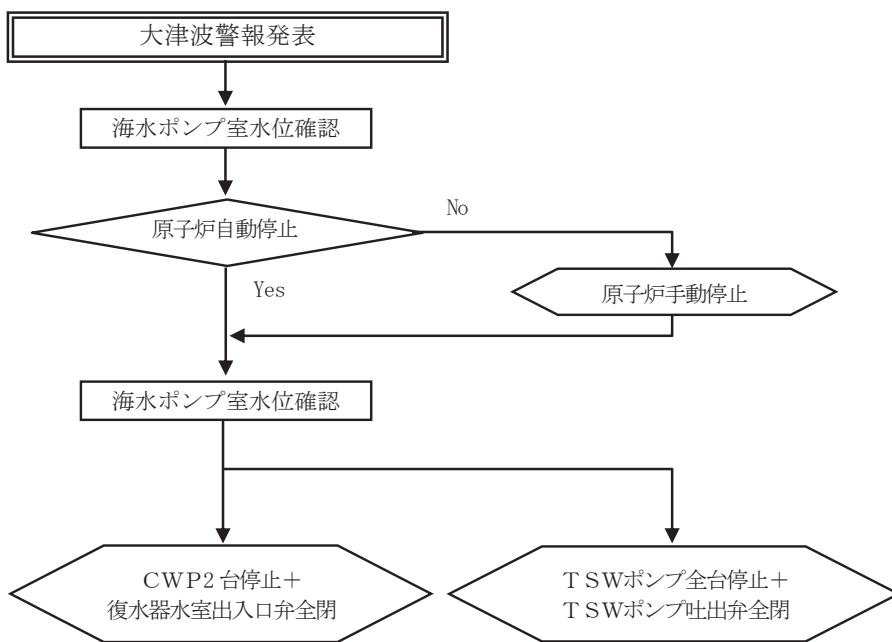 大津波警報発表
海水ポンプ室水位確認
原子炉自動停止
No
Yes
原子炉手動停止
海水ポンプ室水位確認
ＣＷＰ2 台停止＋
復水器水室出入口弁全閉
ＴＳＷポンプ全台停止＋
ＴＳＷポンプ吐出弁全閉